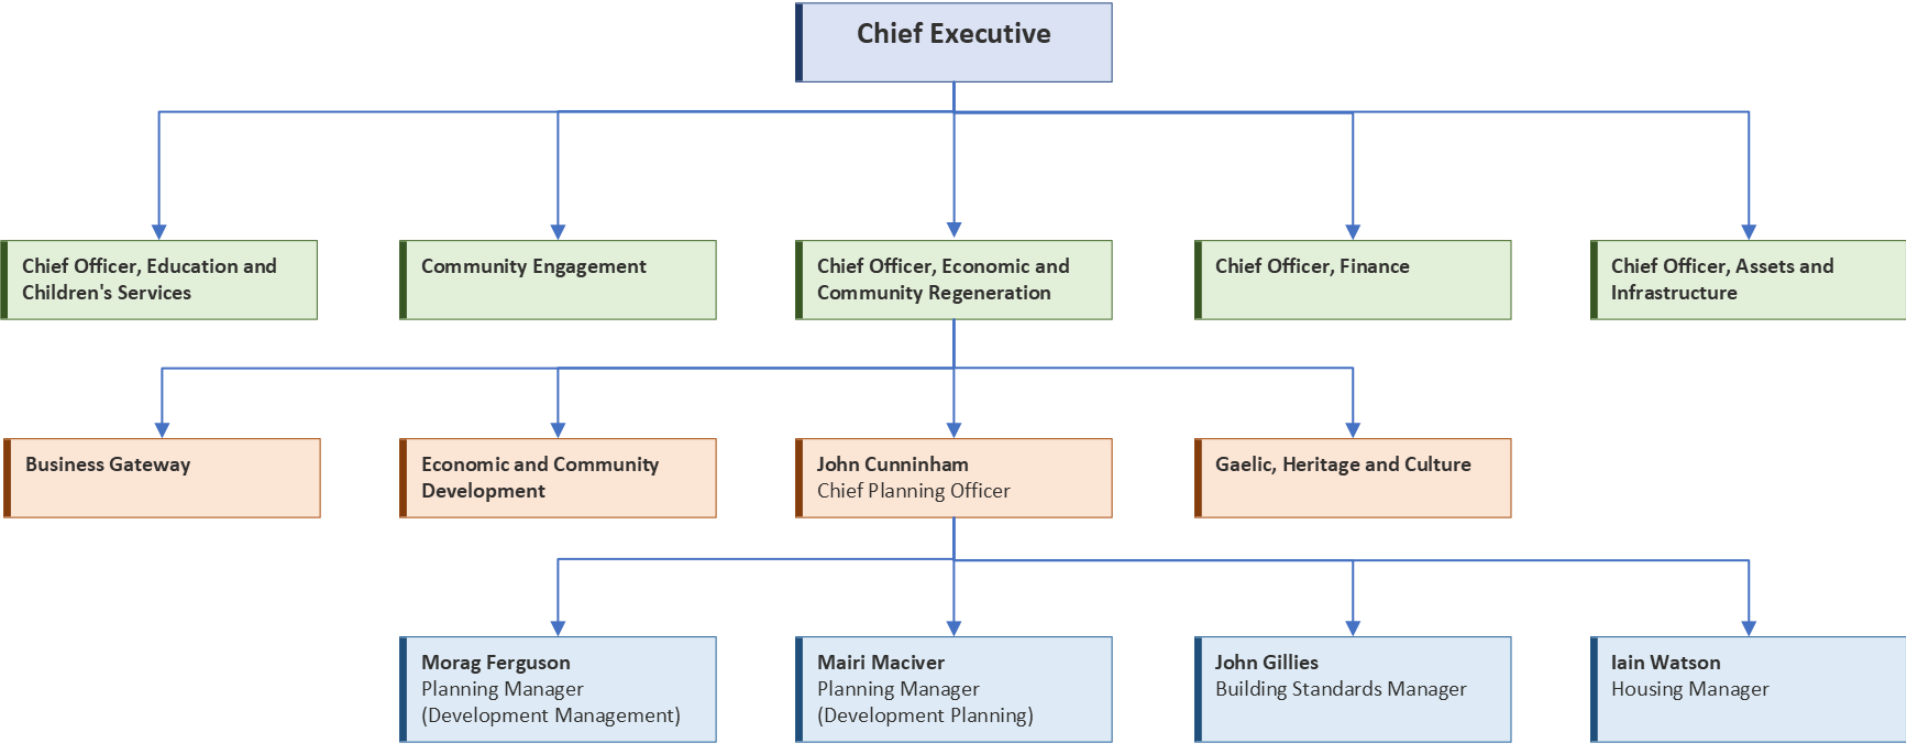 Chief Executive
Chief Officer, Education and
Children's Services
Community Engagement
Chief Officer, Economic and
Community Regeneration
Chief Officer, Finance
Chief Officer, Assets and
Infrastructure
Business Gateway
Economic and Community
Development
John Cunninham
Chief Planning Officer
Gaelic, Heritage and Culture
Morag Ferguson
Planning Manager
(Development Management)
Mairi Maciver
Planning Manager
(Development Planning)
John Gillies
Building Standards Manager
Iain Watson
Housing Manager